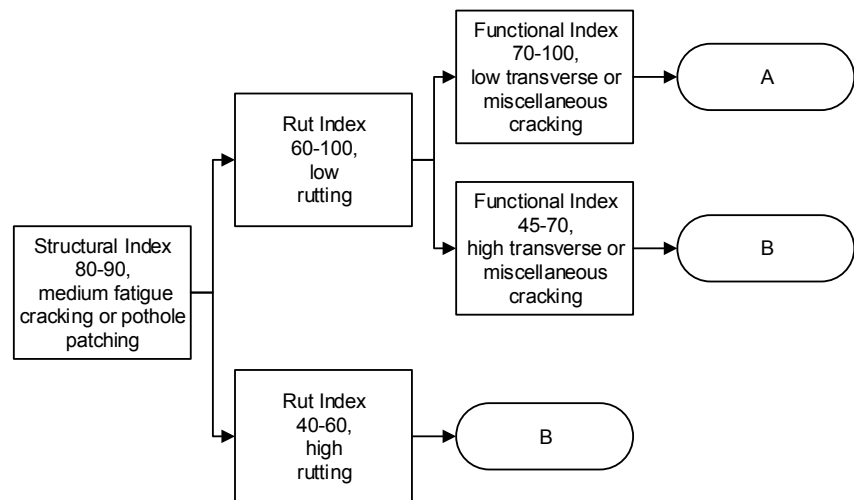 Functional Index
70-100,
low transverse or
miscellaneous
cracking
A
Rut Index
60-100,
low
rutting
Functional Index
45-70,
high transverse or
miscellaneous
cracking
B
Structural Index
80-90,
medium fatigue
cracking or pothole
patching
Rut Index
40-60,
high
rutting
B